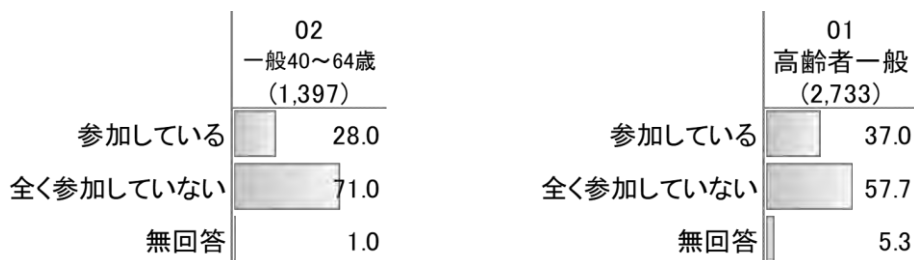 02
一般40～64歳
(1,397)
参加している 28.0
全く参加していない 71.0
無回答 1.0
01
高齢者一般
(2,733)
参加している 37.0
全く参加していない 57.7
無回答 5.3